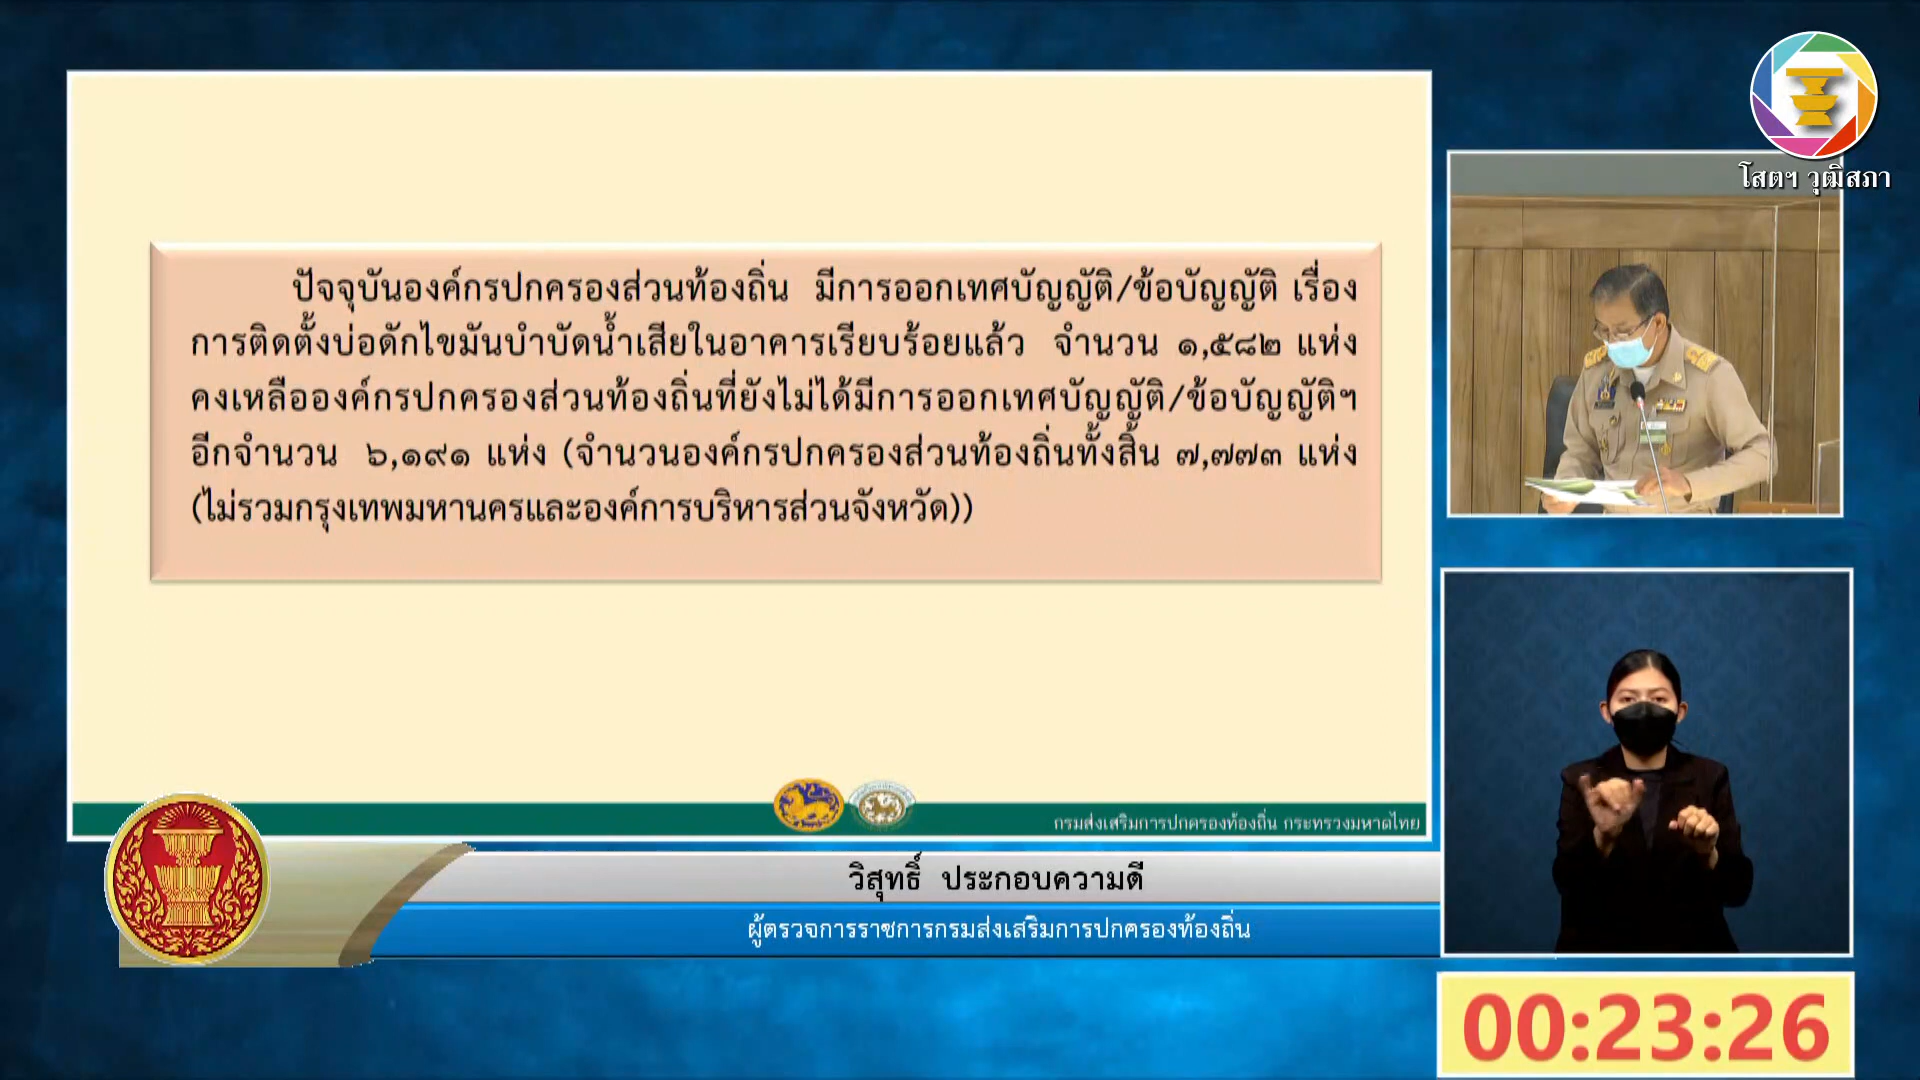 โสตฯ วุฒิสภา
ปัจจุบันองค์กรปกครองส่วนท้องถิ่น มีการออกเทศบัญญัติ/ข้อบัญญัติ เรื่อง
การติดตั้งบ่อดักไขมันบำบัดน้ำเสียในอาคารเรียบร้อยแล้ว จำนวน ๑,๕๘๒ แห่ง
คงเหลือองค์กรปกครองส่วนท้องถิ่นที่ยังไม่ได้มีการออกเทศบัญญัติ/ข้อบัญญัติฯ
อีกจำนวน ๖,๑๙๑ แห่ง (จำนวนองค์กรปกครองส่วนท้องถิ่นทั้งสิ้น ๗,๗๗๓ แห่ง
(ไม่รวมกรุงเทพมหานครและองค์การบริหารส่วนจังหวัด))
กรมส่งเสริมการปกครองท้องถิ่น กระทรวงมหาดไทย
วิสุทธิ์ ประกอบความดี
ผู้ตรวจการราชการกรมส่งเสริมการปกครองท้องถิ่น
00:23:26